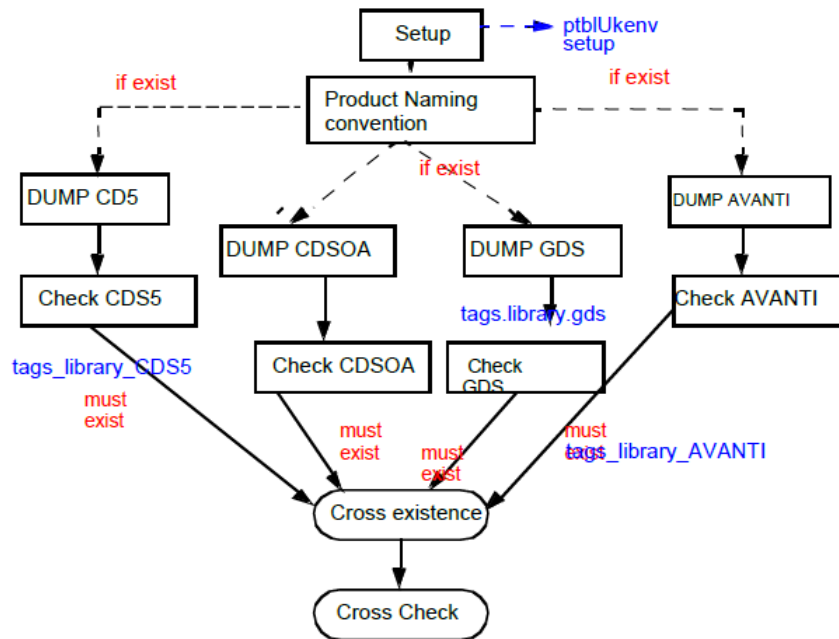 Setup
ptblUkenv
setup
if exist
if exist
Product Naming
convention
if exist
DUMP CD5
DUMP CDSOA
DUMP GDS
DUMP AVANTI
Check CDS5
tags.library.gds
Check AVANTI
tags_library_CDS5
Check CDSOA
Check
GDS
must
exist
must
exist
must
exist
must
exist
tags_library_AVANTI
Cross existence
Cross Check